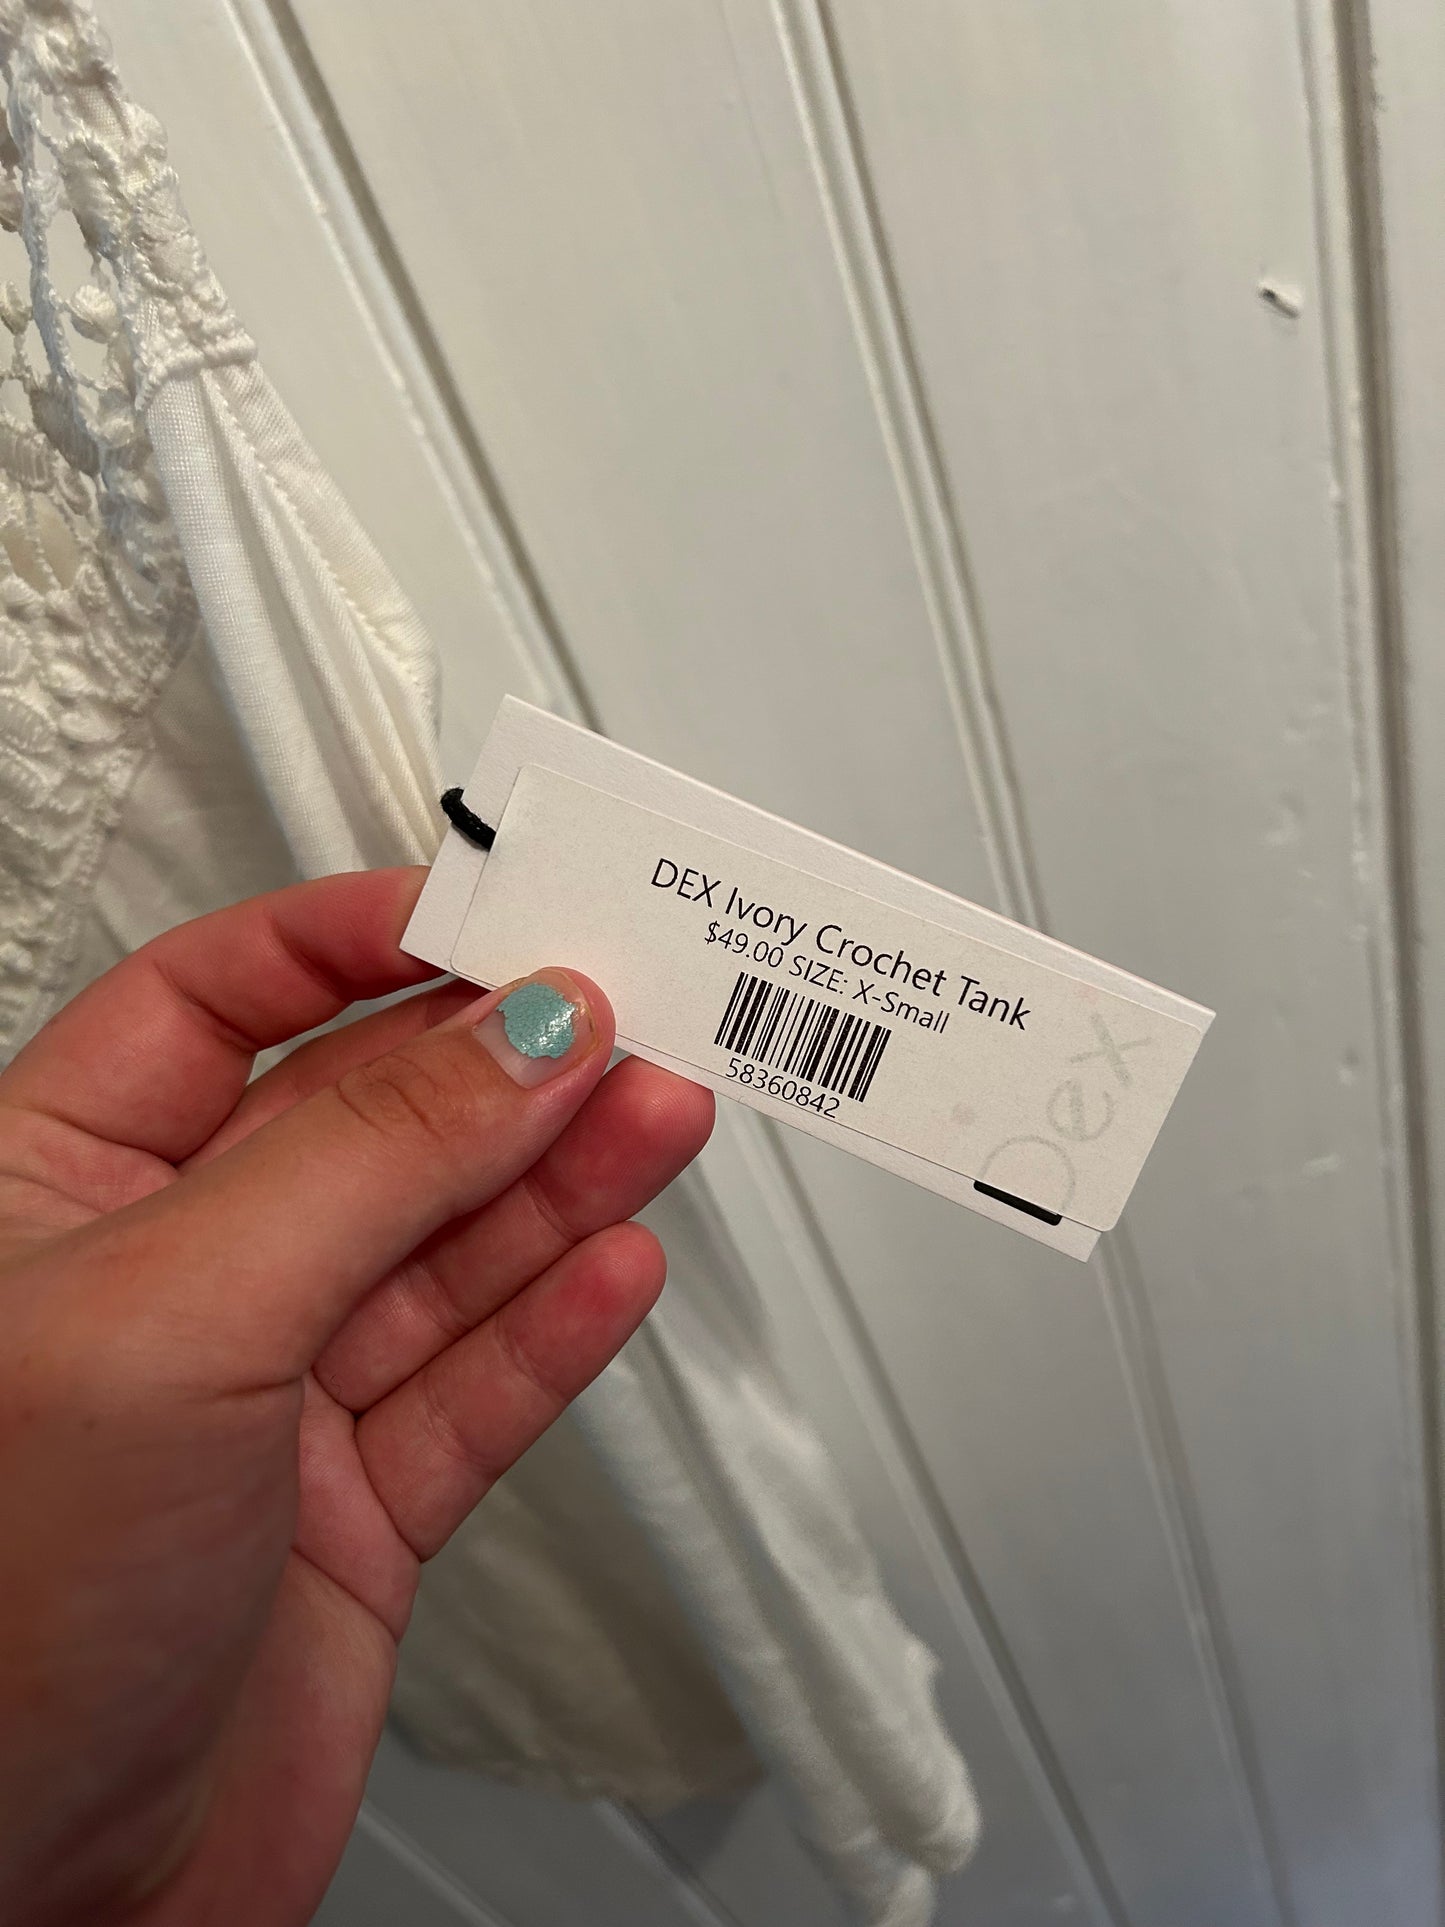 DEX Ivory Crochet Tank
$49.00 SIZE: X-Small
58360842
Dex